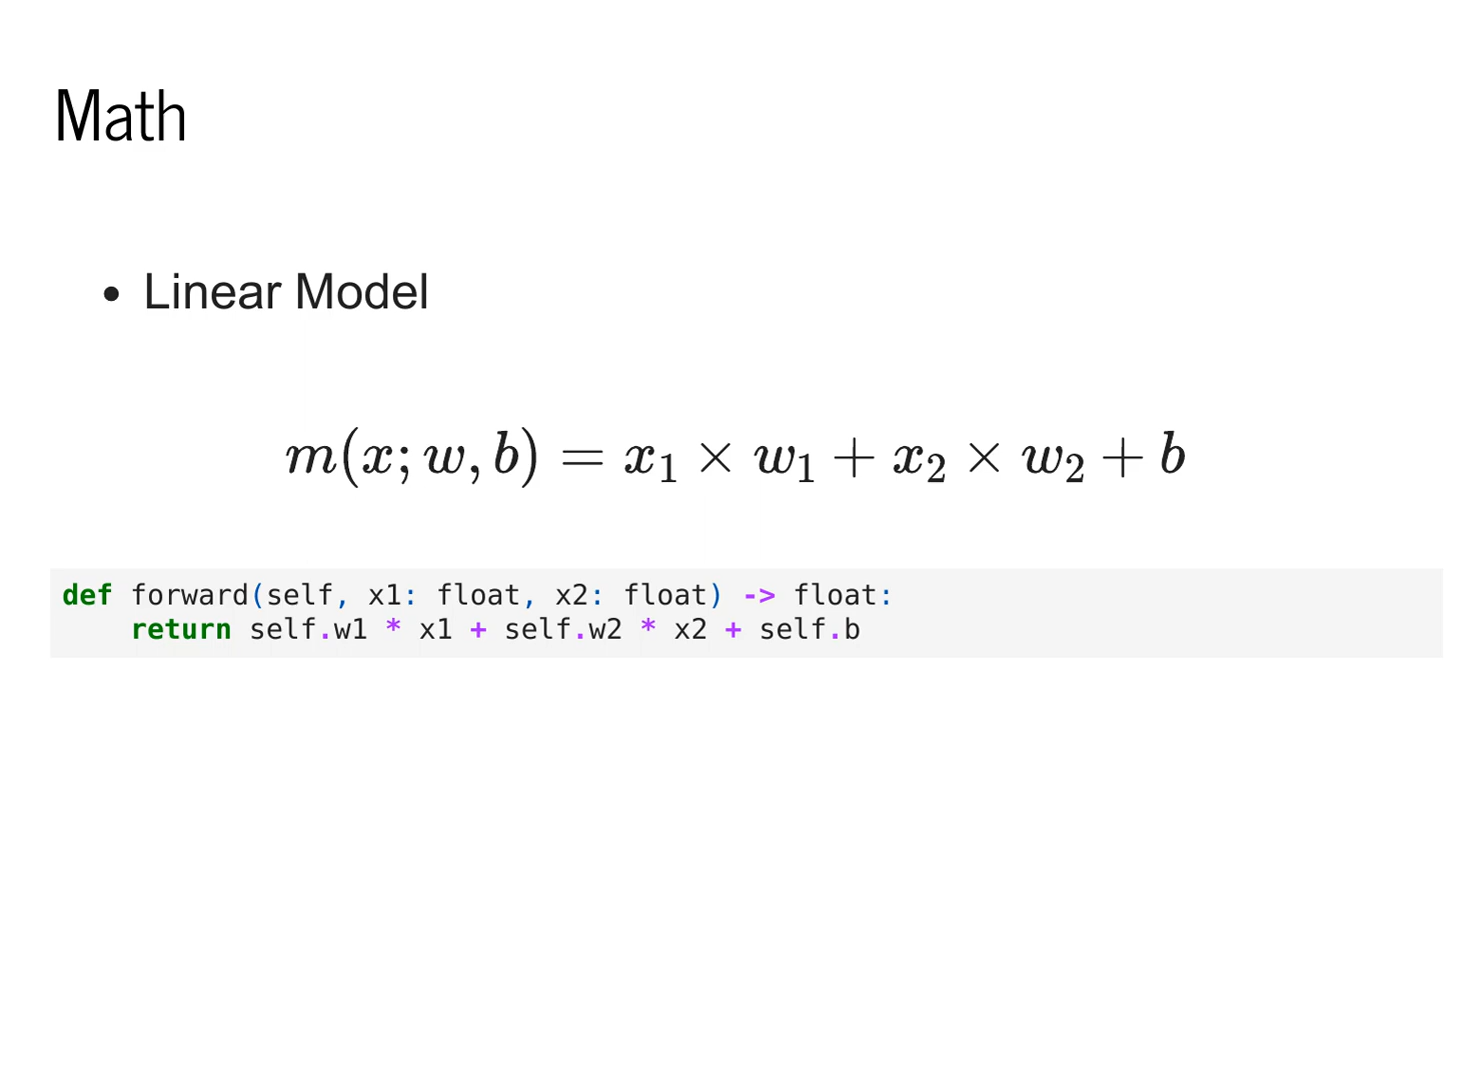 Math
• Linear Model
m(x; w, b) = x₁ × w₁ + x₂ × w₂ + b
def forward(self, x1: float, x2: float) -> float:
    return self.w1 * x1 + self.w2 * x2 + self.b